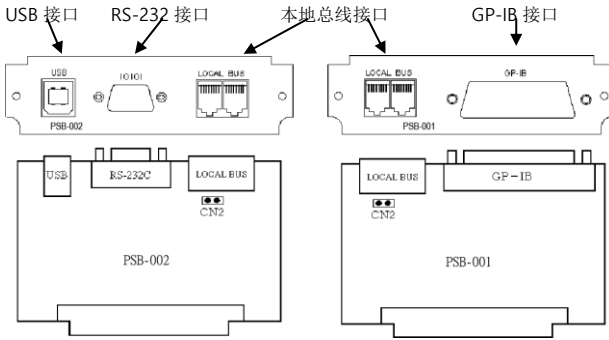 USB 接口 RS-232 接口 本地总线接口 GP-IB 接口
USB IOIOI LOCAL BUS
PSB-002
LOCAL BUS GP-IB
PSB-001
USB RS-232C LOCAL BUS
CN2
PSB-002
LOCAL BUS GP-IB
CN2
PSB-001